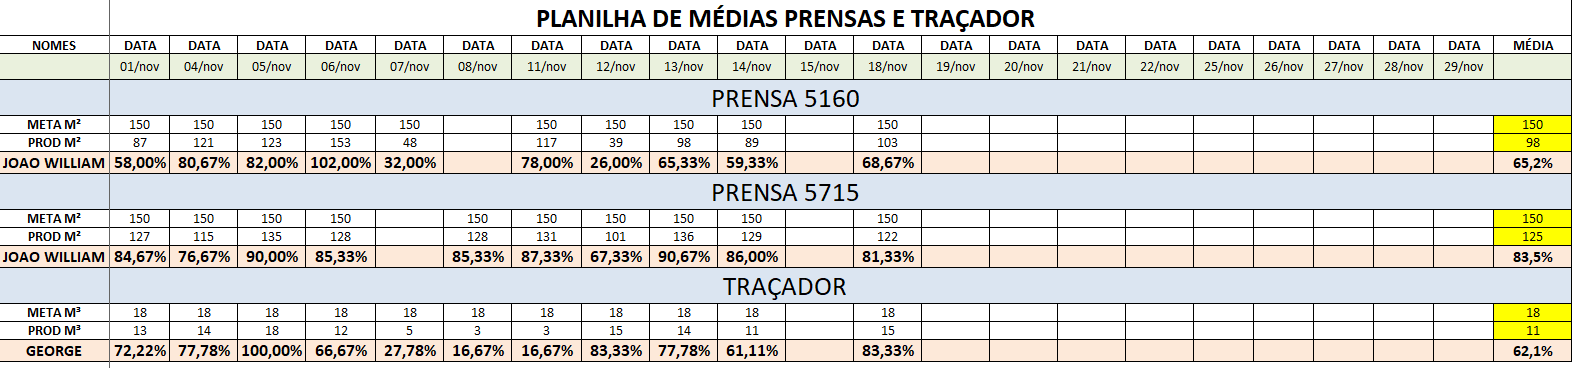 PLANILHA DE MÉDIAS PRENSAS E TRAÇADOR
NOMES DATA DATA DATA DATA DATA DATA DATA DATA DATA DATA DATA DATA DATA DATA DATA DATA DATA DATA DATA DATA DATA MÉDIA
01/nov 04/nov 05/nov 06/nov 07/nov 08/nov 11/nov 12/nov 13/nov 14/nov 15/nov 18/nov 19/nov 20/nov 21/nov 22/nov 25/nov 26/nov 27/nov 28/nov 29/nov
PRENSA 5160
META M² 150 150 150 150 150 150 150 150 150 150 150
PROD M² 87 121 123 153 48 117 39 98 89 103 98
JOAO WILLIAM 58,00% 80,67% 82,00% 102,00% 32,00% 78,00% 26,00% 65,33% 59,33% 68,67% 65,2%
PRENSA 5715
META M² 150 150 150 150 150 150 150 150 150 150 150
PROD M² 127 115 135 128 128 131 101 136 129 122 125
JOAO WILLIAM 84,67% 76,67% 90,00% 85,33% 85,33% 87,33% 67,33% 90,67% 86,00% 81,33% 83,5%
TRAÇADOR
META M³ 18 18 18 18 18 18 18 18 18 18 18 18
PROD M³ 13 14 18 12 5 3 3 15 14 11 15 11
GEORGE 72,22% 77,78% 100,00% 66,67% 27,78% 16,67% 16,67% 83,33% 77,78% 61,11% 83,33% 62,1%